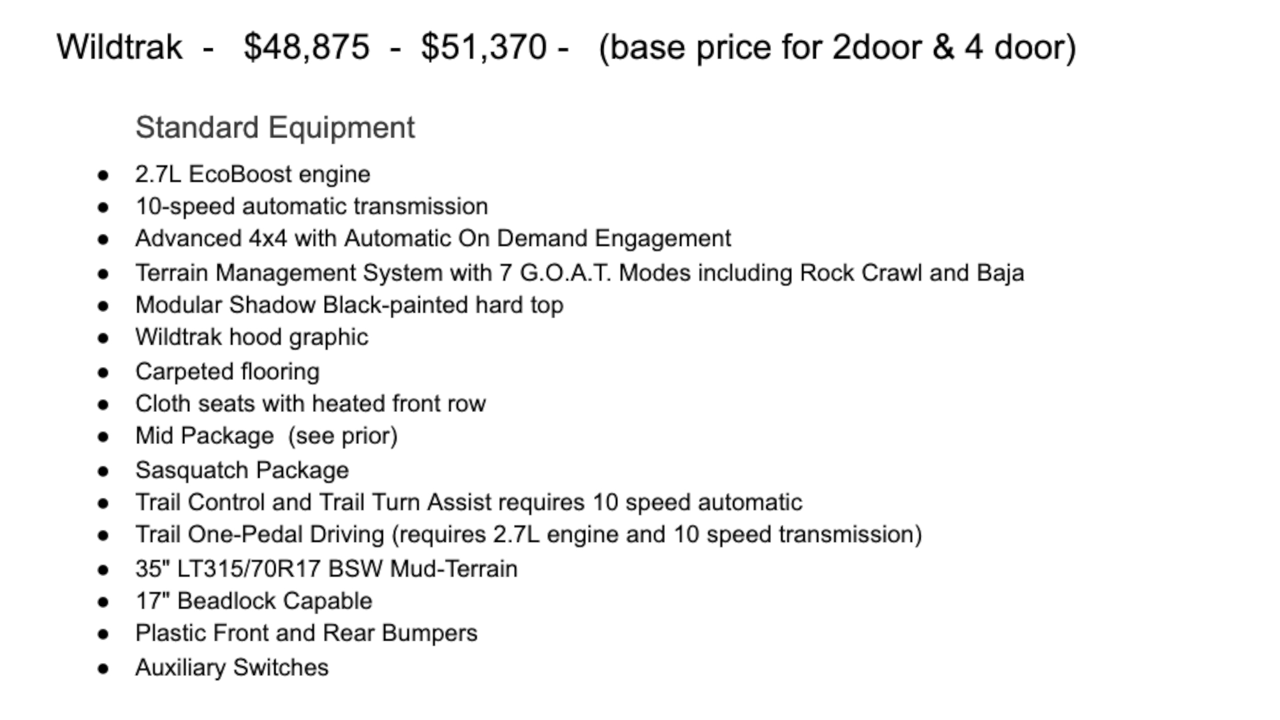 Wildtrak - $48,875 - $51,370 - (base price for 2door & 4 door)
Standard Equipment
● 2.7L EcoBoost engine
● 10-speed automatic transmission
● Advanced 4x4 with Automatic On Demand Engagement
● Terrain Management System with 7 G.O.A.T. Modes including Rock Crawl and Baja
● Modular Shadow Black-painted hard top
● Wildtrak hood graphic
● Carpeted flooring
● Cloth seats with heated front row
● Mid Package (see prior)
● Sasquatch Package
● Trail Control and Trail Turn Assist requires 10 speed automatic
● Trail One-Pedal Driving (requires 2.7L engine and 10 speed transmission)
● 35" LT315/70R17 BSW Mud-Terrain
● 17" Beadlock Capable
● Plastic Front and Rear Bumpers
● Auxiliary Switches